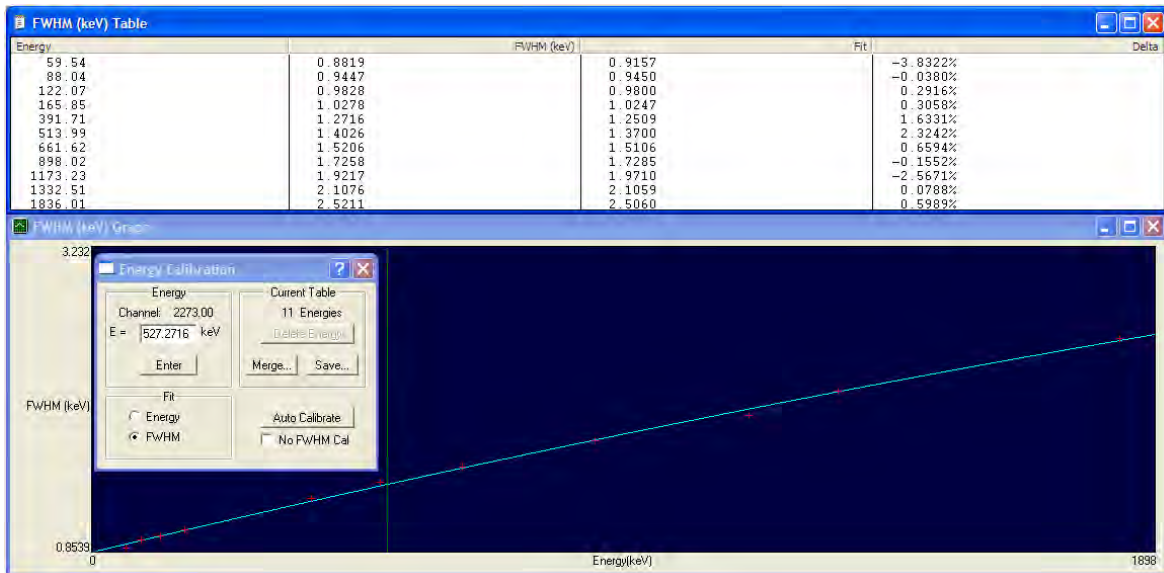 FWHM (keV) Table
Energy FWHM (keV) Fit Delta
59.54 0.8819 0.9157 -3.8322%
88.04 0.9447 0.9450 -0.0380%
122.07 0.9828 0.9800 0.2916%
165.85 1.0278 1.0247 0.3058%
391.71 1.2716 1.2509 1.6331%
513.99 1.4026 1.3700 2.3242%
661.62 1.5206 1.5106 0.6594%
898.02 1.7258 1.7285 -0.1552%
1173.23 1.9217 1.9710 -2.5671%
1332.51 2.1076 2.1059 0.0788%
1836.01 2.5211 2.5060 0.5989%
FWHM (keV) Graph
3.232
Energy Calibration
Energy
Channel: 2273.00
E = 527.2716 keV
Enter
Current Table
11 Energies
Delete Energy
Merge... Save...
Fit
Energy
FWHM
Auto Calibrate
No FWHM Cal
FWHM (keV)
0.8539
0 Energy(keV) 1898